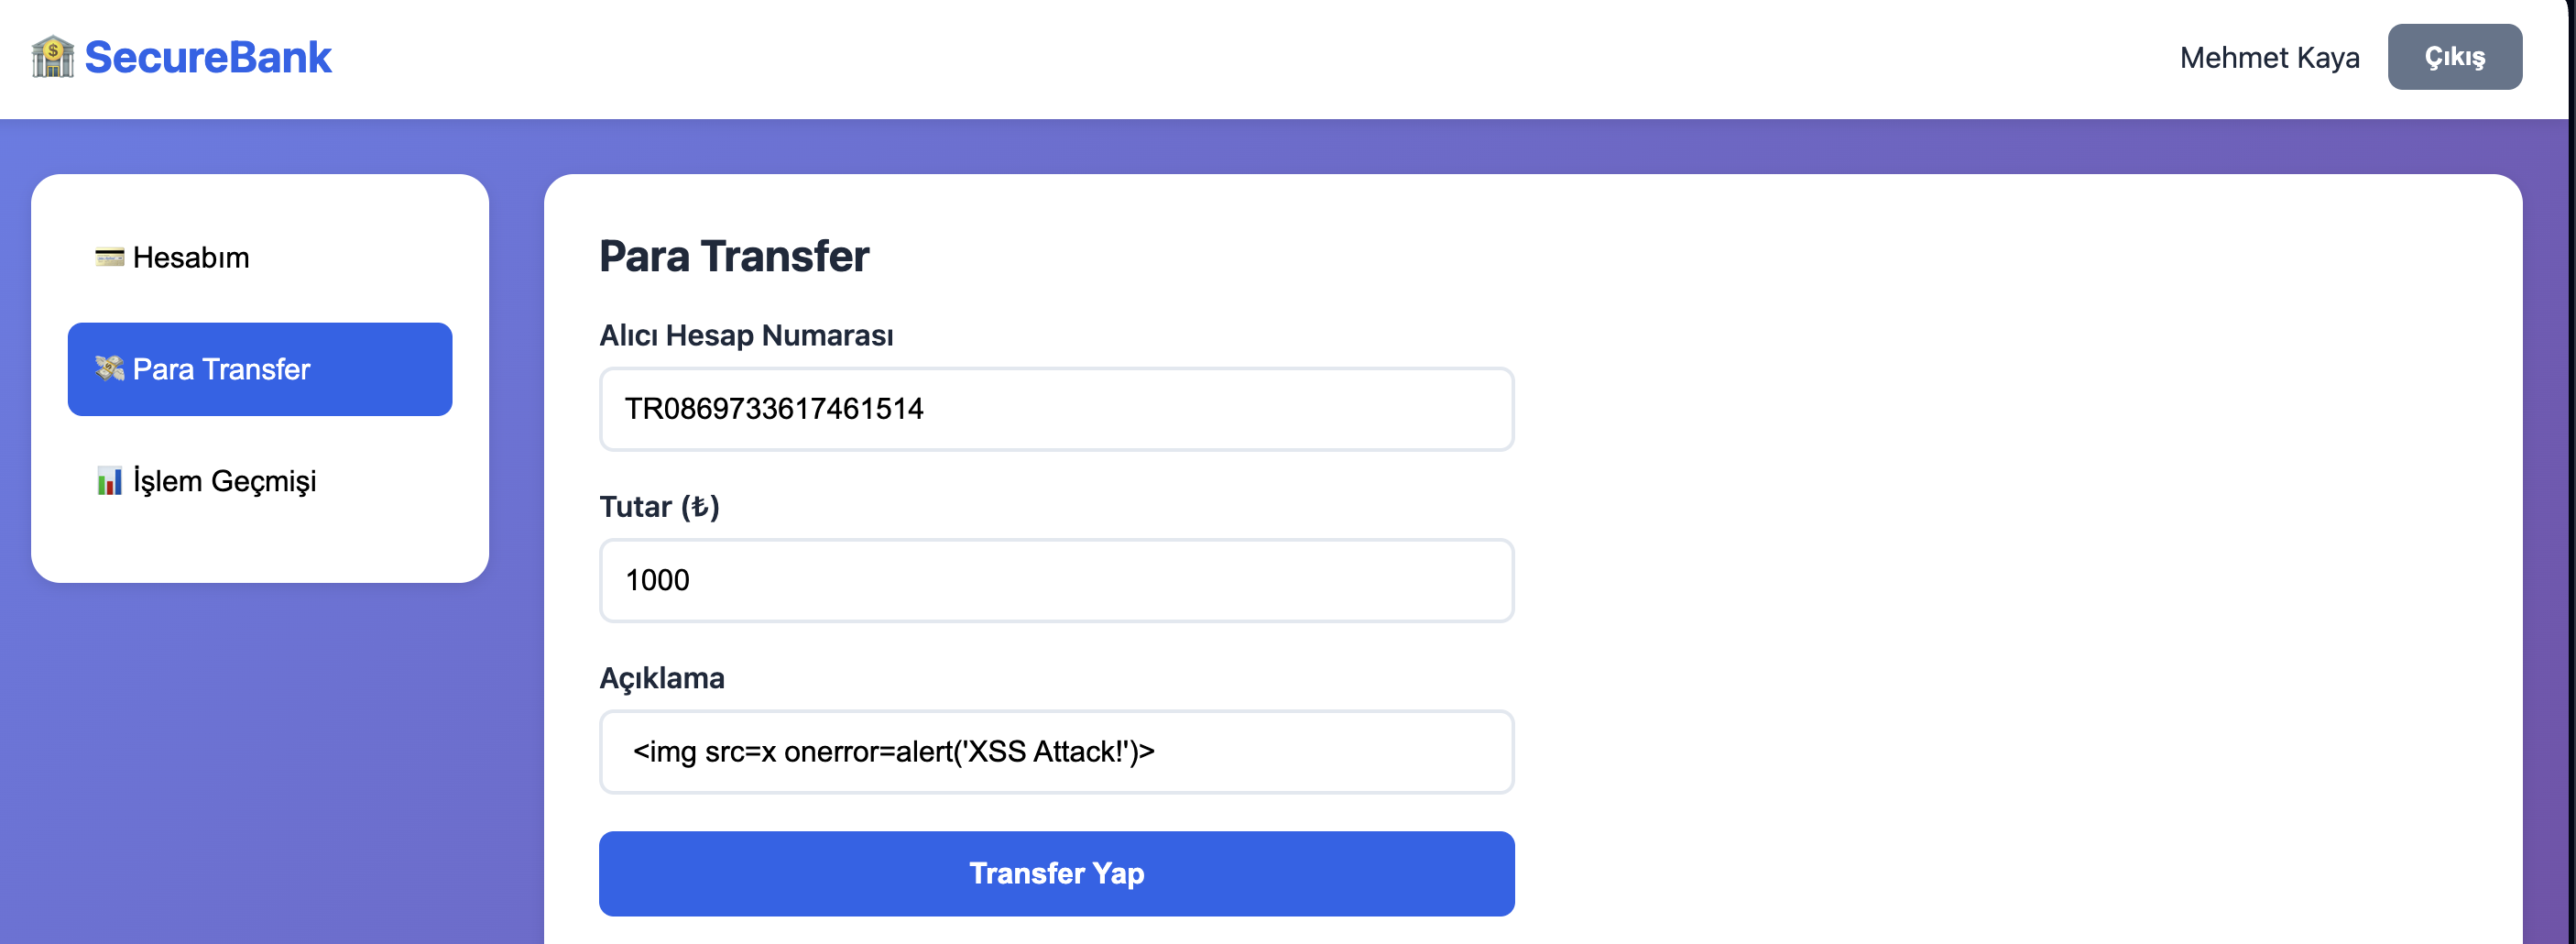 SecureBank
Mehmet Kaya
Çıkış
Hesabım
Para Transfer
İşlem Geçmişi
Para Transfer
Alıcı Hesap Numarası
TR0869733617461514
Tutar (₺)
1000
Açıklama
<img src=x onerror=alert('XSS Attack!')>
Transfer Yap